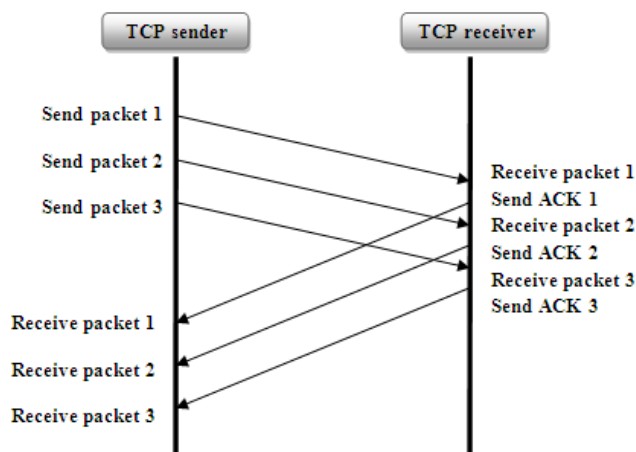 TCP sender
TCP receiver
Send packet 1
Send packet 2
Send packet 3
Receive packet 1
Send ACK 1
Receive packet 2
Send ACK 2
Receive packet 3
Send ACK 3
Receive packet 1
Receive packet 2
Receive packet 3